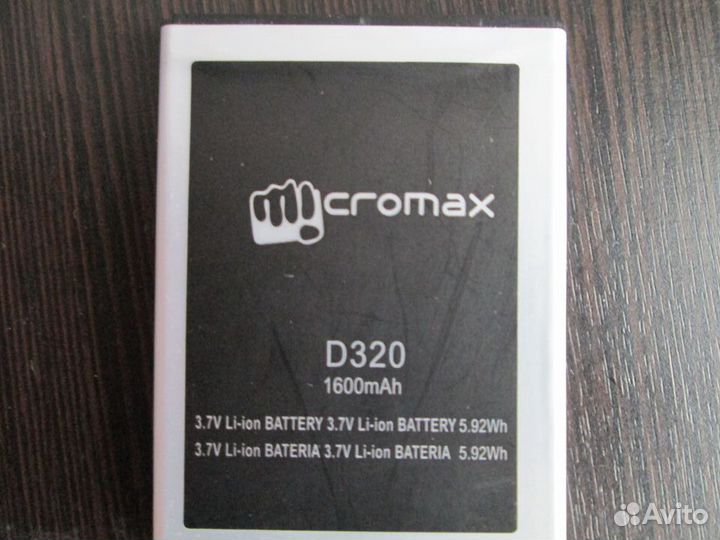 micromax
D320
1600mAh
3.7V Li-ion BATTERY 3.7V Li-ion BATTERY 5.92Wh
3.7V Li-ion BATERIA 3.7V Li-ion BATERIA 5.92Wh
Avito